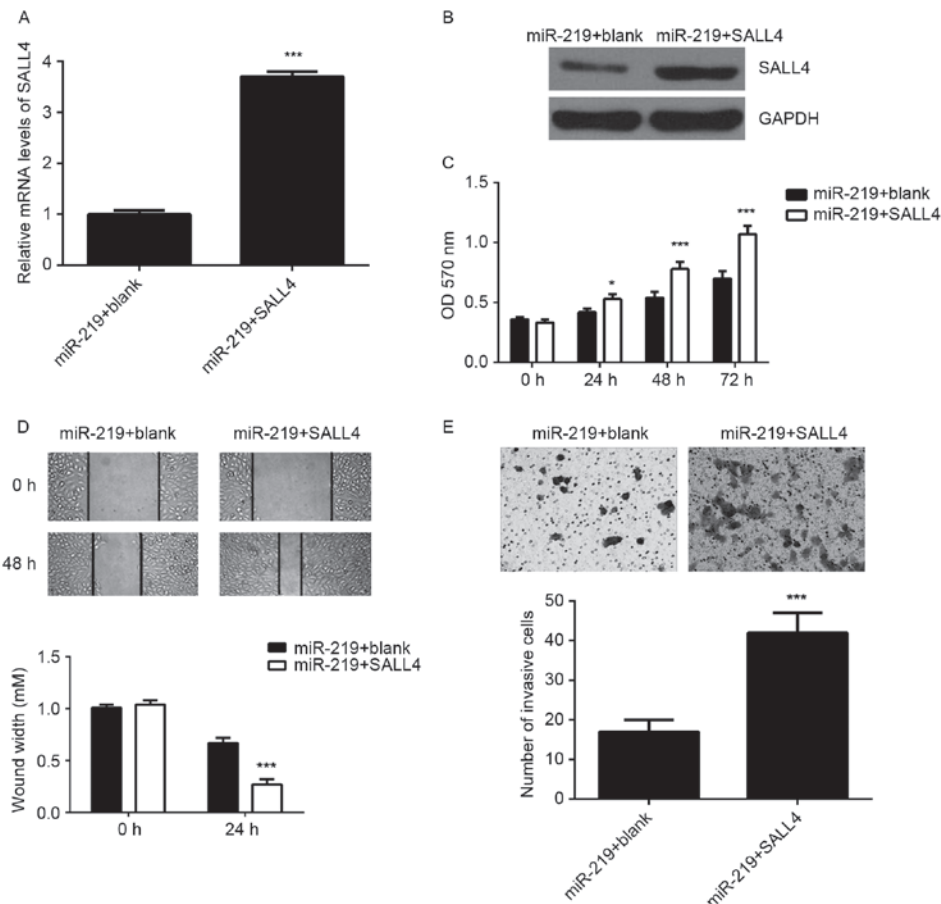 A
Relative mRNA levels of SALL4
5
4
3
2
1
0
***
miR-219+blank
miR-219+SALL4
B
miR-219+blank miR-219+SALL4
SALL4
GAPDH
C
OD 570 nm
1.5
1.0
0.5
0.0
miR-219+blank
miR-219+SALL4
*
***
***
0 h 24 h 48 h 72 h
D
miR-219+blank miR-219+SALL4
0 h
48 h
Wound width (mM)
1.5
1.0
0.5
0.0
miR-219+blank
miR-219+SALL4
***
0 h 24 h
E
miR-219+blank miR-219+SALL4
Number of invasive cells
50
40
30
20
10
0
***
miR-219+blank
miR-219+SALL4